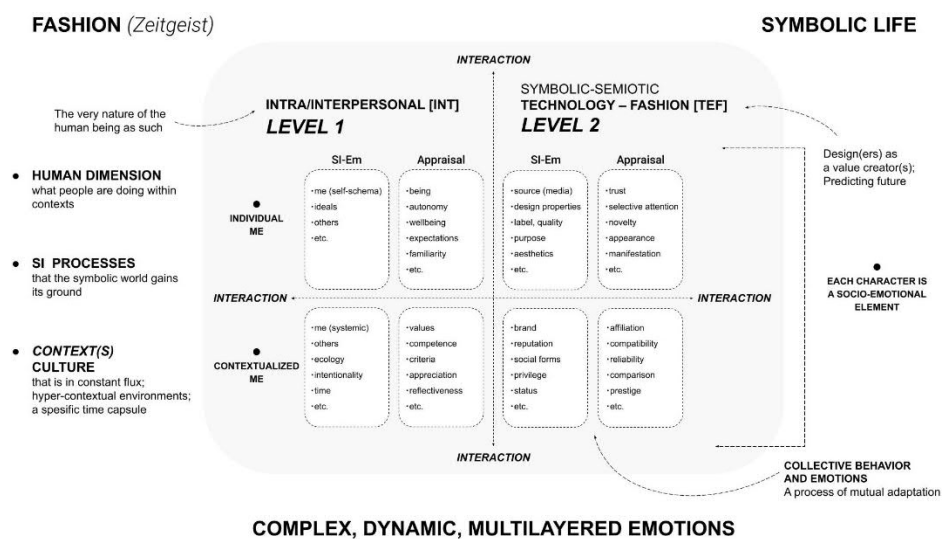 FASHION (Zeitgeist)
SYMBOLIC LIFE
INTERACTION
The very nature of the
human being as such
INTRA/INTERPERSONAL [INT]
LEVEL 1
SYMBOLIC-SEMIOTIC
TECHNOLOGY – FASHION [TEF]
LEVEL 2
Design(ers) as
a value creator(s);
Predicting future
• HUMAN DIMENSION
what people are doing within
contexts
• SI PROCESSES
that the symbolic world gains
its ground
• CONTEXT(S)
CULTURE
that is in constant flux;
hyper-contextual environments;
a spesific time capsule
INDIVIDUAL
ME
SI-Em
•me (self-schema)
•ideals
•others
•etc.
Appraisal
•being
•autonomy
•wellbeing
•expectations
•familiarity
•etc.
SI-Em
•source (media)
•design properties
•label, quality
•purpose
•aesthetics
•etc.
Appraisal
•trust
•selective attention
•novelty
•appearance
•manifestation
•etc.
INTERACTION
INTERACTION
EACH CHARACTER IS
A SOCIO-EMOTIONAL
ELEMENT
CONTEXTUALIZED
ME
•me (systemic)
•others
•ecology
•intentionality
•time
•etc.
•values
•competence
•criteria
•appreciation
•reflectiveness
•etc.
•brand
•reputation
•social forms
•privilege
•status
•etc.
•affiliation
•compatibility
•reliability
•comparison
•prestige
•etc.
INTERACTION
COLLECTIVE BEHAVIOR
AND EMOTIONS
A process of mutual adaptation
COMPLEX, DYNAMIC, MULTILAYERED EMOTIONS